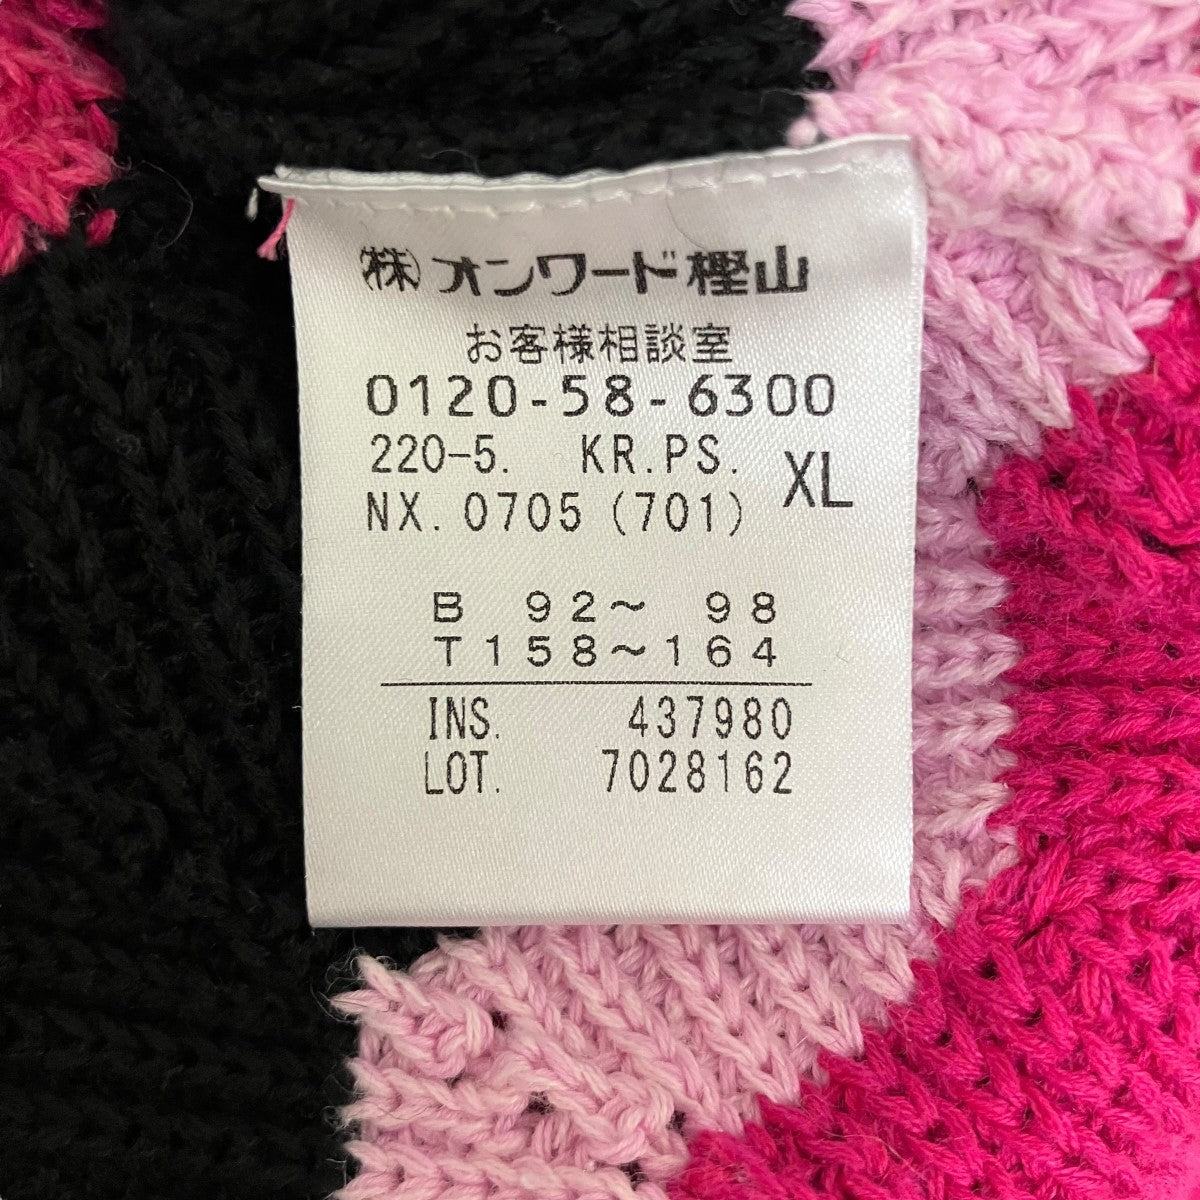 ㈱オンワード樫山
お客様相談室
0120-58-6300
220-5. KR.PS.
NX. 0705 (701) XL
B 92～ 98
T158～164
INS. 437980
LOT. 7028162